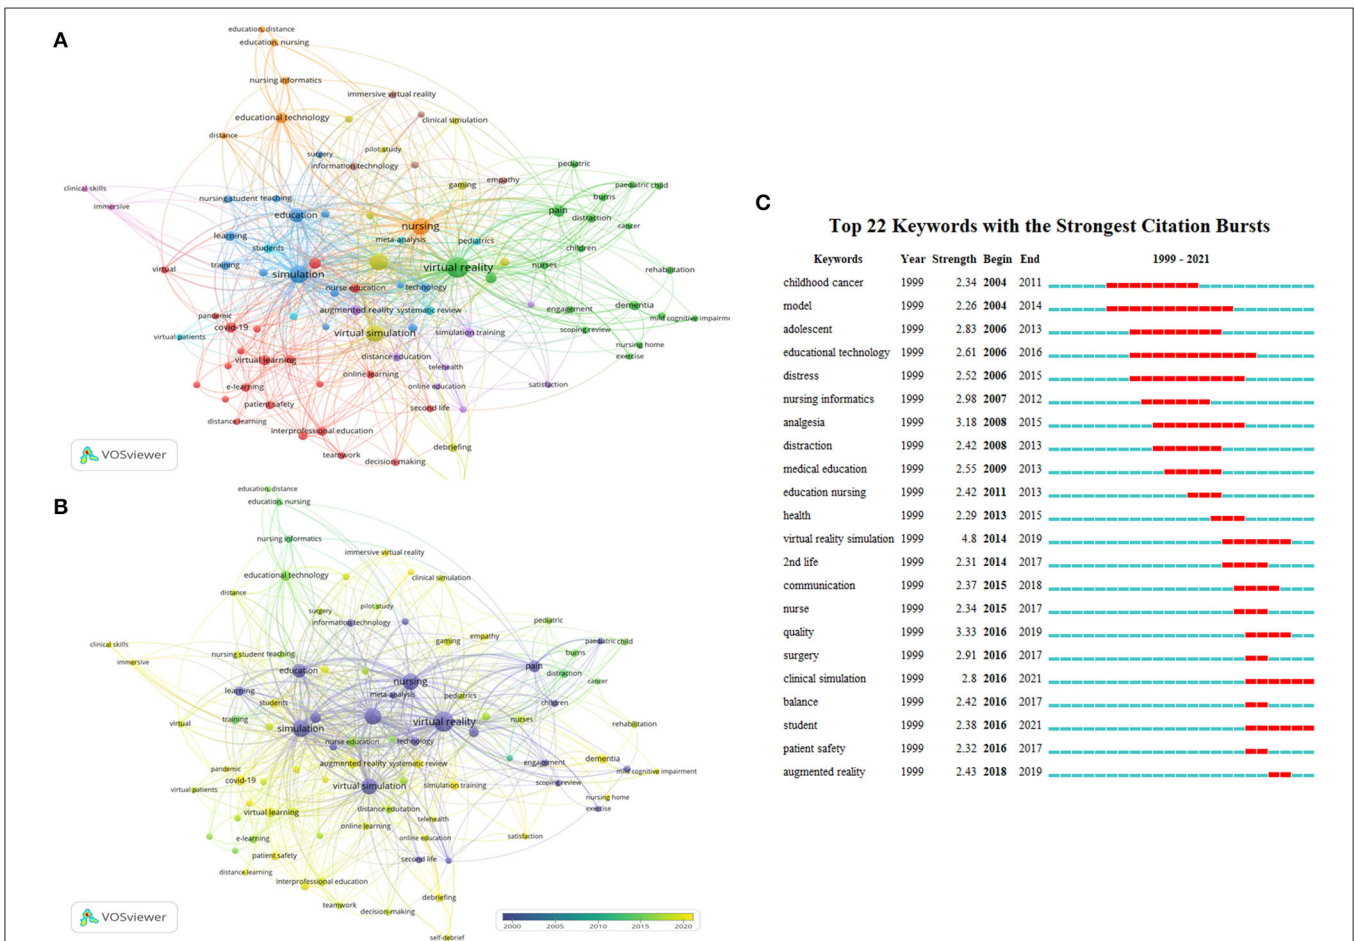 A
education, distance
education, nursing
nursing informatics
immersive virtual reality
educational technology
clinical simulation
distance
pilot study
surgery
information technology
pediatric
clinical skills
gaming
empathy
paediatric child
immersive
nursing student teaching
burns
education
pain
distraction
nursing
cancer
learning
meta-analysis
pediatrics
students
children
virtual
training
simulation
virtual reality
nurses
rehabilitation
nurse education
technology
pandemic
augmented reality systematic review
engagement
dementia
covid-19
mild cognitive impairme
virtual patients
virtual simulation
simulation training
scoping review
nursing home
virtual learning
distance education
exercise
telehealth
online learning
e-learning
online education
satisfaction
patient safety
second life
distance learning
interprofessional education
debriefing
teamwork
decision-making
VOSviewer
B
education, distance
education, nursing
nursing informatics
immersive virtual reality
educational technology
clinical simulation
distance
pilot study
surgery
information technology
pediatric
clinical skills
gaming
empathy
paediatric child
immersive
nursing student teaching
burns
education
pain
distraction
nursing
cancer
learning
meta-analysis
pediatrics
students
children
virtual
training
simulation
virtual reality
nurses
rehabilitation
nurse education
technology
pandemic
augmented reality systematic review
engagement
dementia
covid-19
mild cognitive impairment
virtual patients
virtual simulation
simulation training
scoping review
nursing home
virtual learning
distance education
exercise
telehealth
online learning
e-learning
online education
satisfaction
patient safety
second life
distance learning
interprofessional education
debriefing
teamwork
decision-making
self-debrief
VOSviewer
2000 2005 2010 2015 2020
C
Top 22 Keywords with the Strongest Citation Bursts
Keywords Year Strength Begin End 1999 - 2021
childhood cancer 1999 2.34 2004 2011
model 1999 2.26 2004 2014
adolescent 1999 2.83 2006 2013
educational technology 1999 2.61 2006 2016
distress 1999 2.52 2006 2015
nursing informatics 1999 2.98 2007 2012
analgesia 1999 3.18 2008 2015
distraction 1999 2.42 2008 2013
medical education 1999 2.55 2009 2013
education nursing 1999 2.42 2011 2013
health 1999 2.29 2013 2015
virtual reality simulation 1999 4.8 2014 2019
2nd life 1999 2.31 2014 2017
communication 1999 2.37 2015 2018
nurse 1999 2.34 2015 2017
quality 1999 3.33 2016 2019
surgery 1999 2.91 2016 2017
clinical simulation 1999 2.8 2016 2021
balance 1999 2.42 2016 2017
student 1999 2.38 2016 2021
patient safety 1999 2.32 2016 2017
augmented reality 1999 2.43 2018 2019